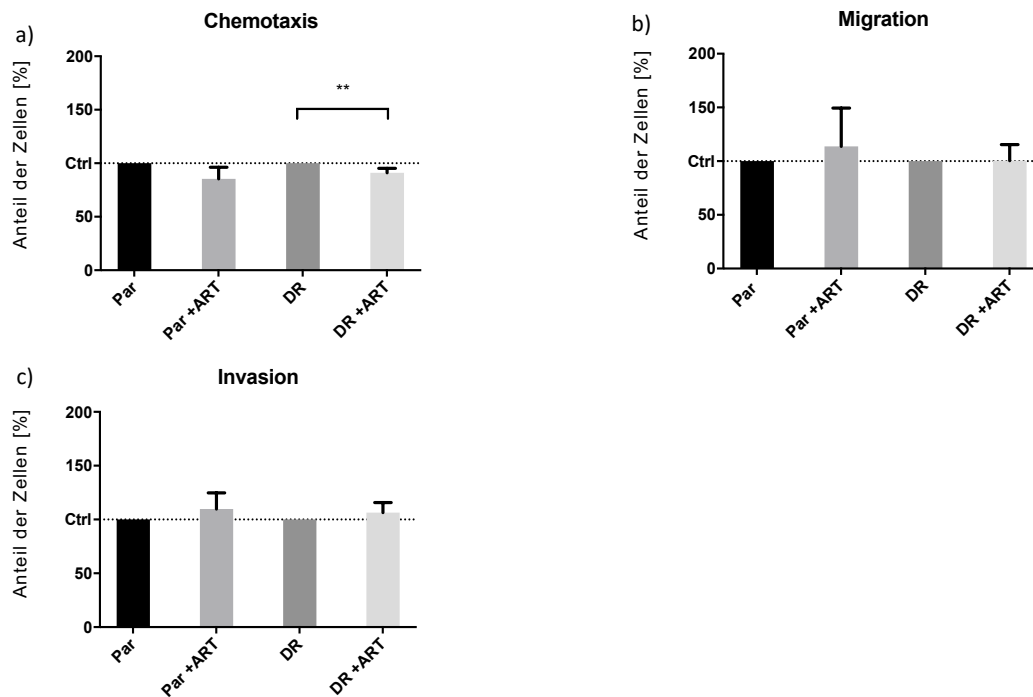 a)
Chemotaxis
Anteil der Zellen [%]
200
150
Ctrl
50
0
**
Par
Par +ART
DR
DR +ART
b)
Migration
Anteil der Zellen [%]
200
150
Ctrl
50
0
Par
Par +ART
DR
DR +ART
c)
Invasion
Anteil der Zellen [%]
200
150
Ctrl
50
0
Par
Par +ART
DR
DR +ART